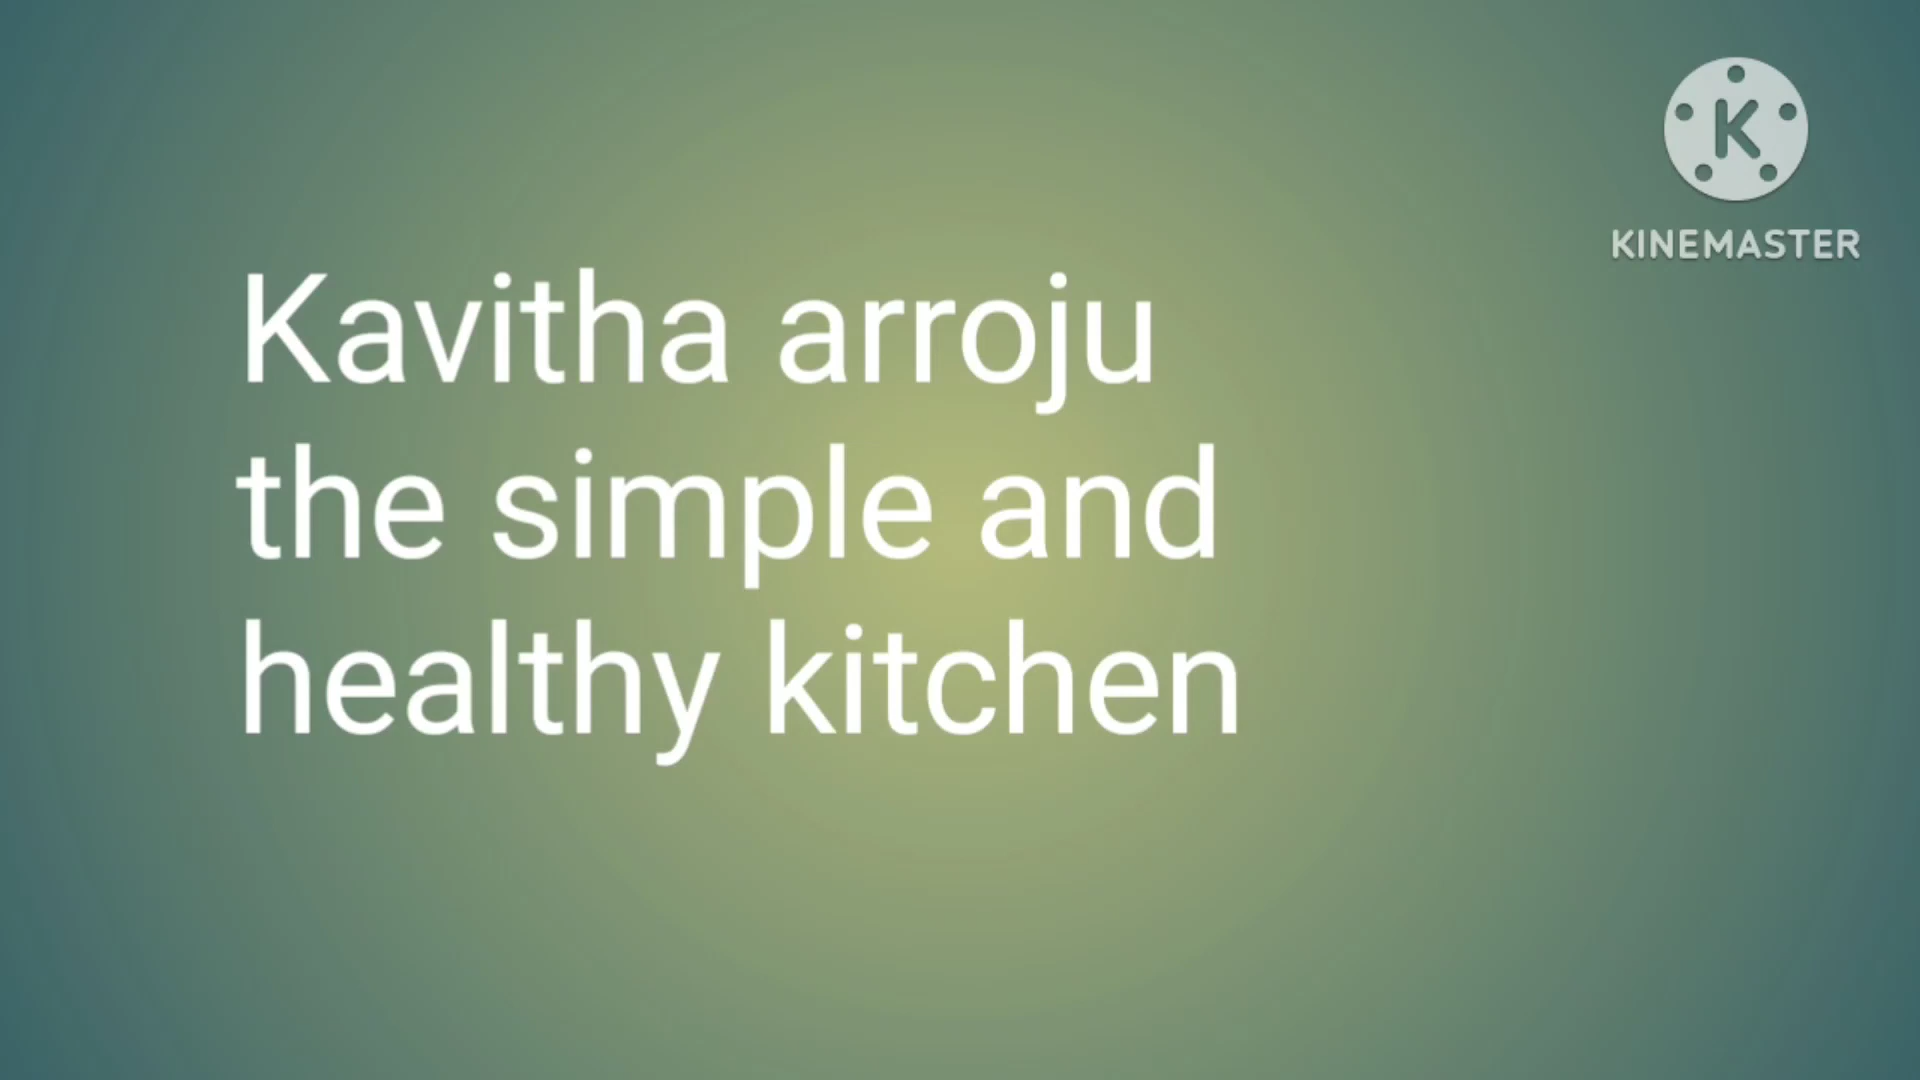 K
KINEMASTER
Kavitha arroju
the simple and
healthy kitchen